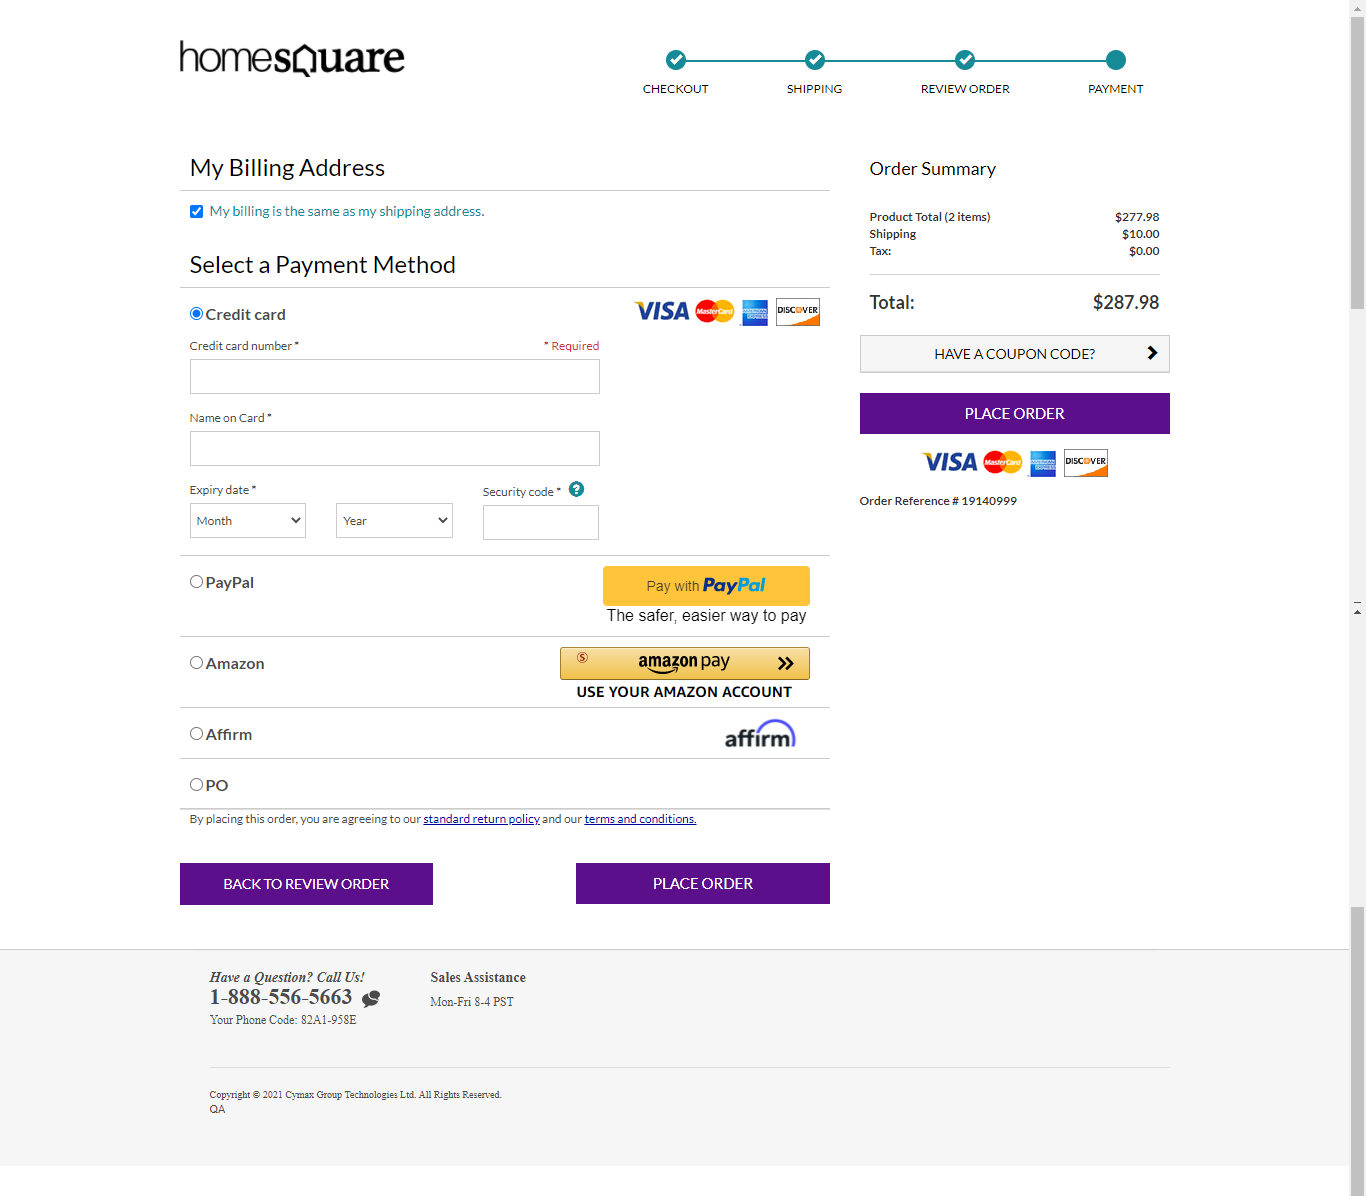 homesquare
CHECKOUT SHIPPING REVIEW ORDER PAYMENT
My Billing Address
My billing is the same as my shipping address.
Select a Payment Method
Credit card
VISA MasterCard AMERICAN EXPRESS DISCOVER
Credit card number * * Required
Name on Card *
Expiry date * Security code * ?
Month Year
PayPal
Pay with PayPal
The safer, easier way to pay
Amazon
S amazon pay
USE YOUR AMAZON ACCOUNT
Affirm
affirm
PO
By placing this order, you are agreeing to our standard return policy and our terms and conditions.
BACK TO REVIEW ORDER PLACE ORDER
Order Summary
Product Total (2 items) $277.98
Shipping $10.00
Tax: $0.00
Total: $287.98
HAVE A COUPON CODE?
PLACE ORDER
VISA MasterCard AMERICAN EXPRESS DISCOVER
Order Reference # 19140999
Have a Question? Call Us!
1-888-556-5663
Your Phone Code: 82A1-958E
Sales Assistance
Mon-Fri 8-4 PST
Copyright © 2021 Cymax Group Technologies Ltd. All Rights Reserved.
QA